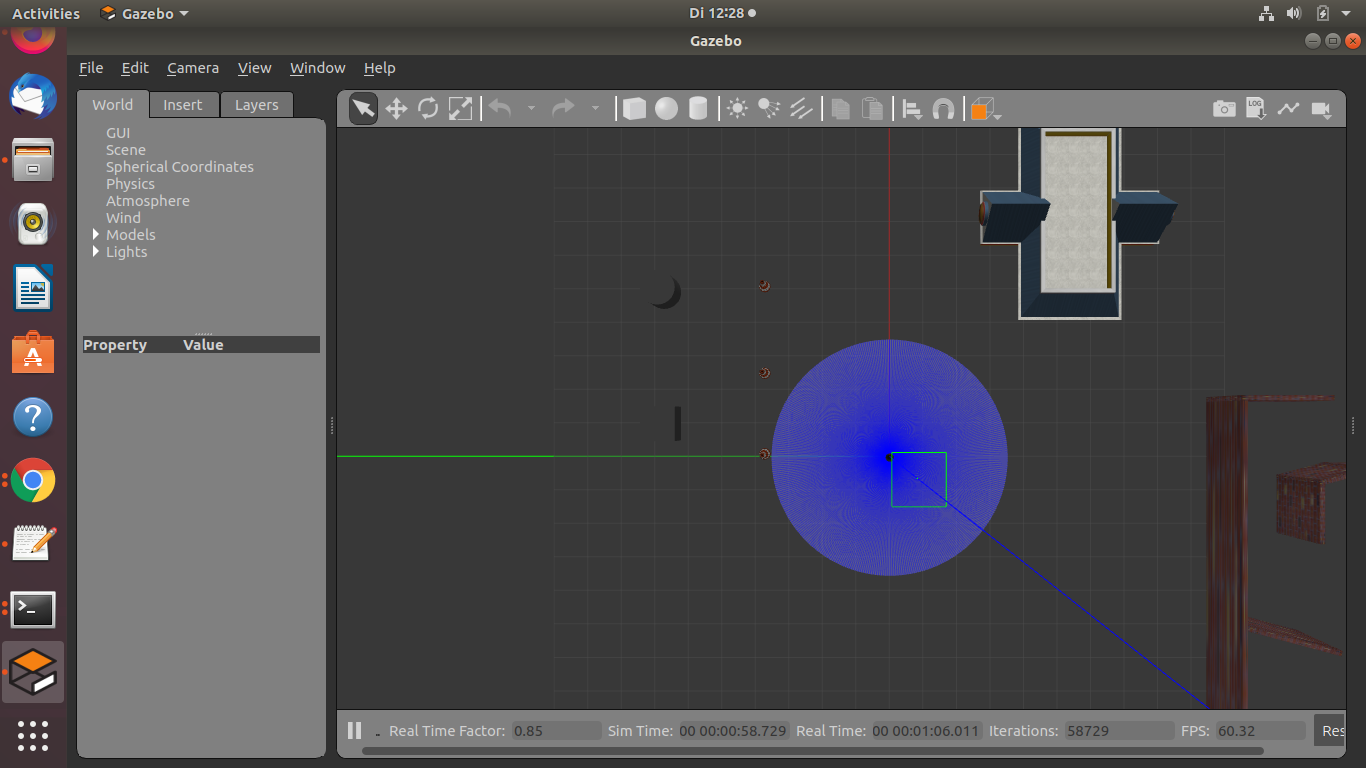 Activities Gazebo Di 12:28
Gazebo
File Edit Camera View Window Help
World Insert Layers
LOG
GUI
Scene
Spherical Coordinates
Physics
Atmosphere
Wind
Models
Lights
Property Value
Real Time Factor: 0.85 Sim Time: 00 00:00:58.729 Real Time: 00 00:01:06.011 Iterations: 58729 FPS: 60.32 Res